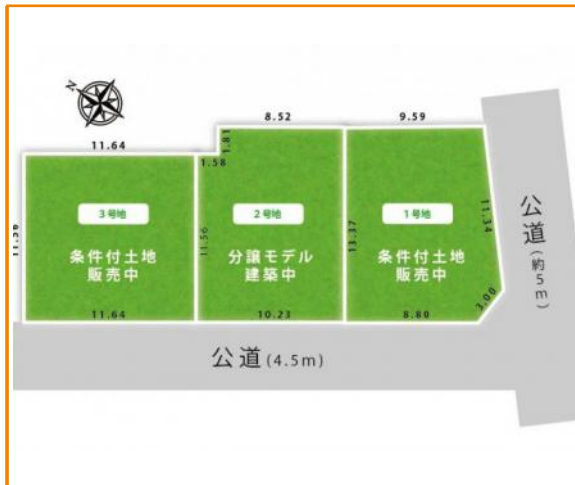 N
8.52
9.59
11.64
1.81
1.58
11.56
3号地
条件付土地
販売中
11.56
2号地
分譲モデル
建築中
13.37
1号地
条件付土地
販売中
11.34
公道(約5m)
3.00
11.64
10.23
8.80
公道(4.5m)